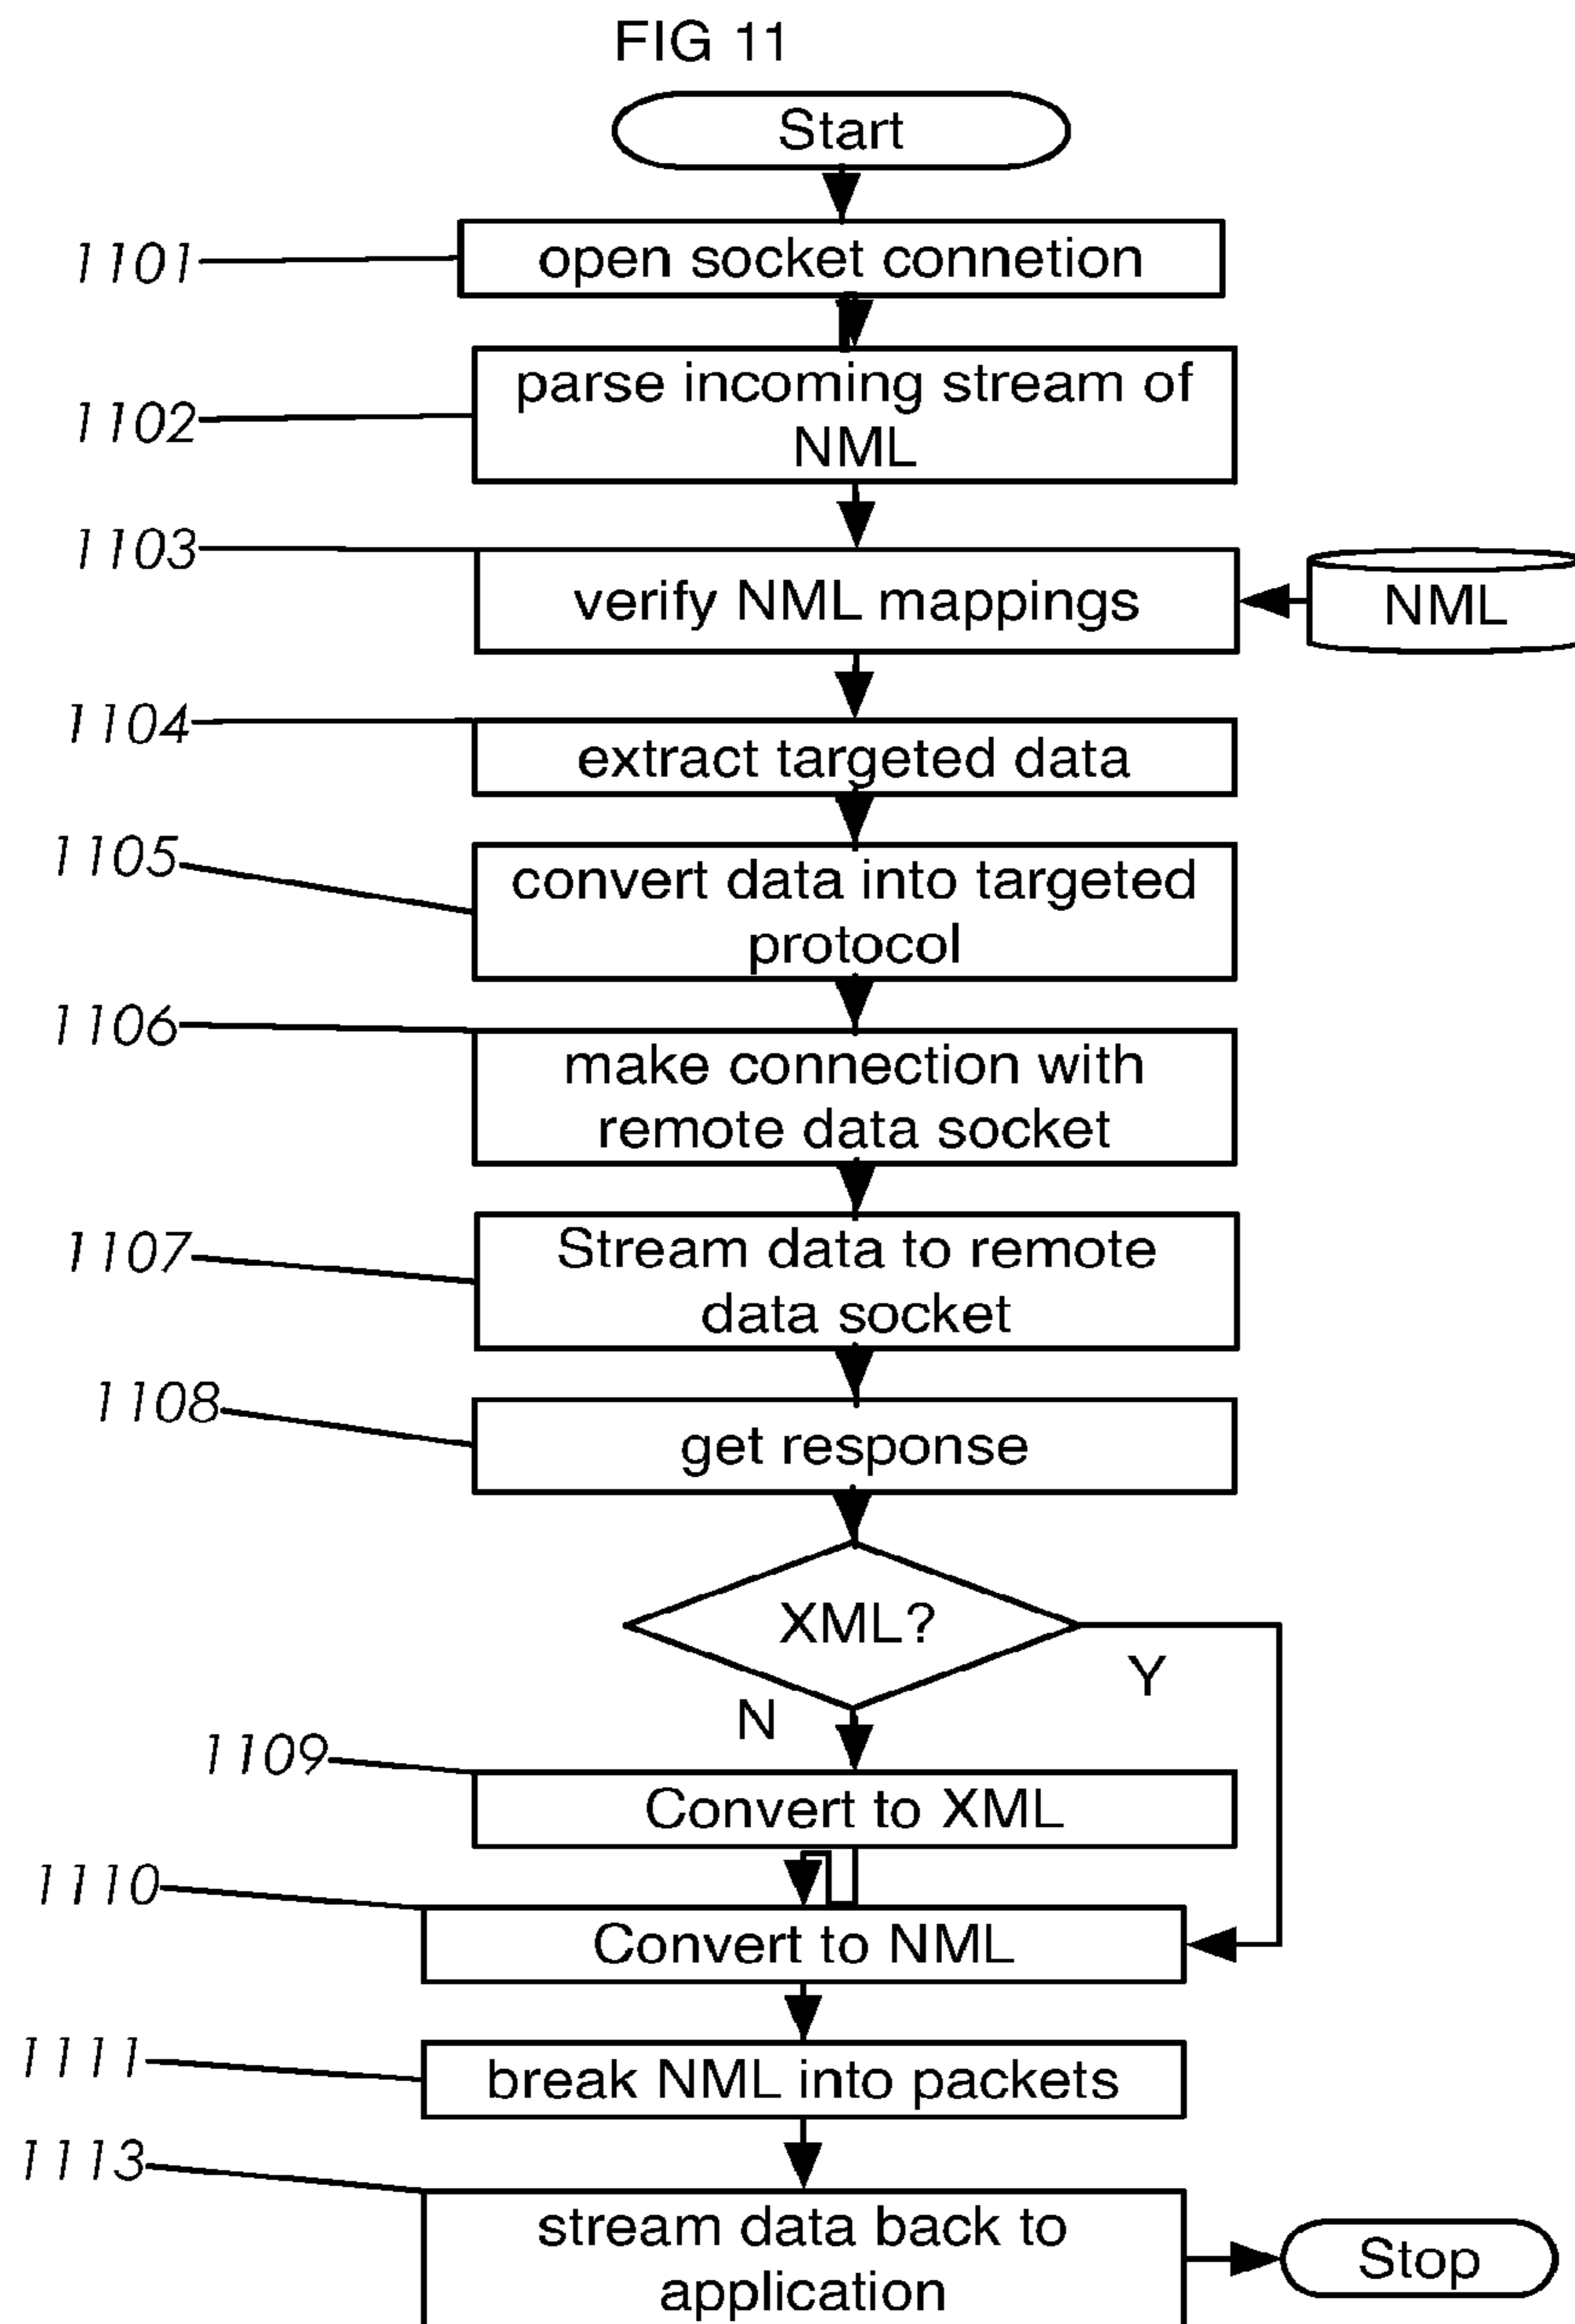 FIG 11
Start
1101
open socket connetion
1102
parse incoming stream of
NML
1103
verify NML mappings
NML
1104
extract targeted data
1105
convert data into targeted
protocol
1106
make connection with
remote data socket
1107
Stream data to remote
data socket
1108
get response
XML?
Y
N
1109
Convert to XML
1110
Convert to NML
1111
break NML into packets
1113
stream data back to
application
Stop